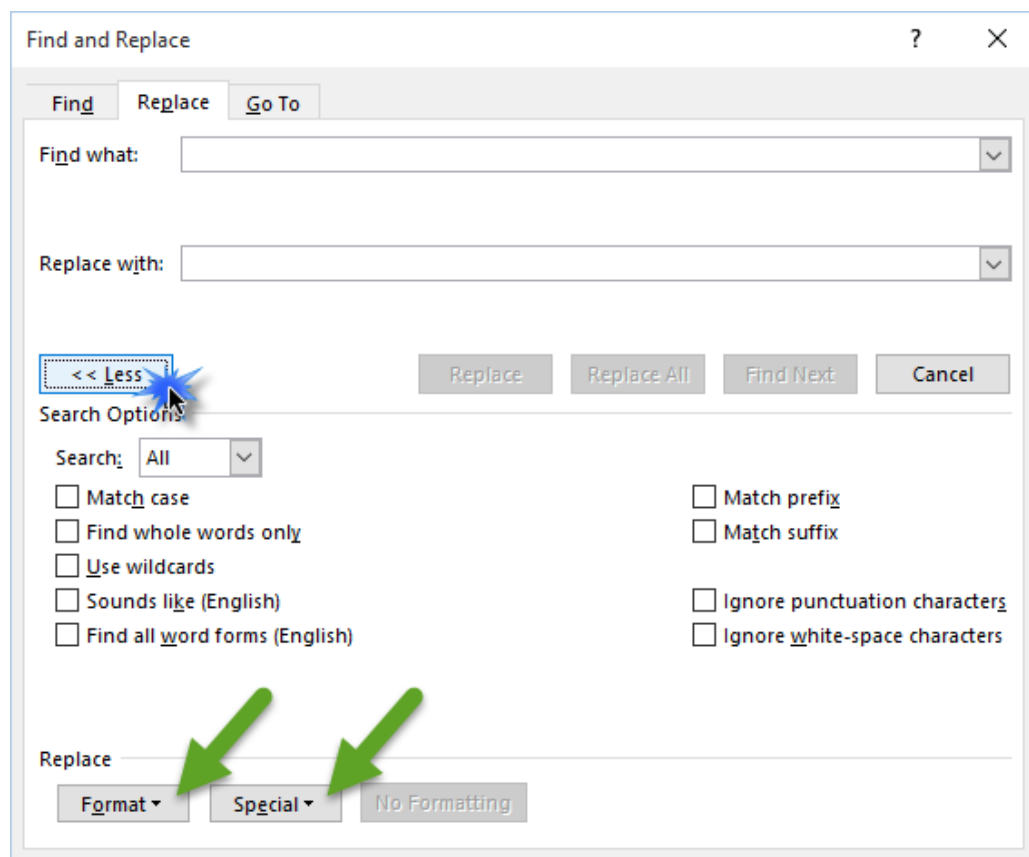 Find and Replace ?
Find Replace Go To
Find what:
Replace with:
<< Less Replace Replace All Find Next Cancel
Search Options
Search: All
Match case Match prefix
Find whole words only Match suffix
Use wildcards
Sounds like (English) Ignore punctuation characters
Find all word forms (English) Ignore white-space characters
Replace
Format Special No Formatting